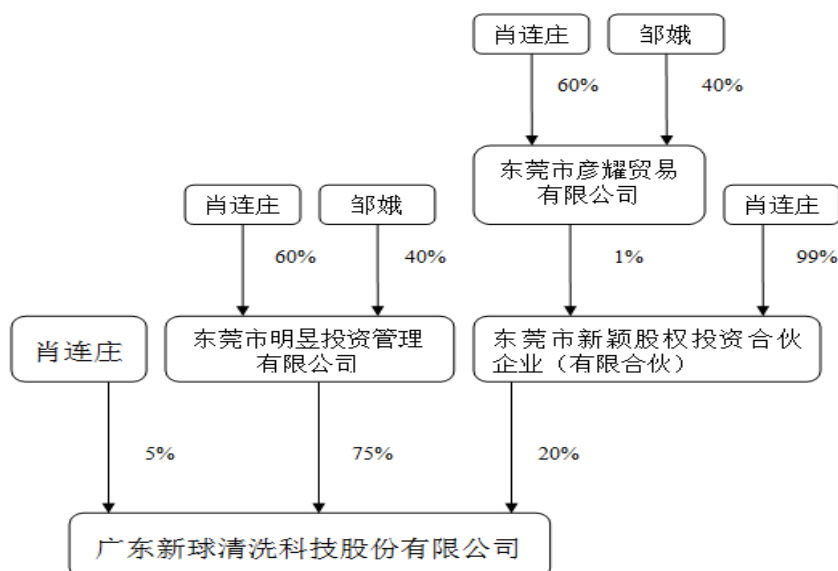 肖连庄 邹娥
60% 40%
东莞市彦耀贸易
有限公司
肖连庄 邹娥 肖连庄
60% 40% 1% 99%
肖连庄
东莞市明昱投资管理
有限公司
东莞市新颖股权投资合伙
企业（有限合伙）
5% 75% 20%
广东新球清洗科技股份有限公司